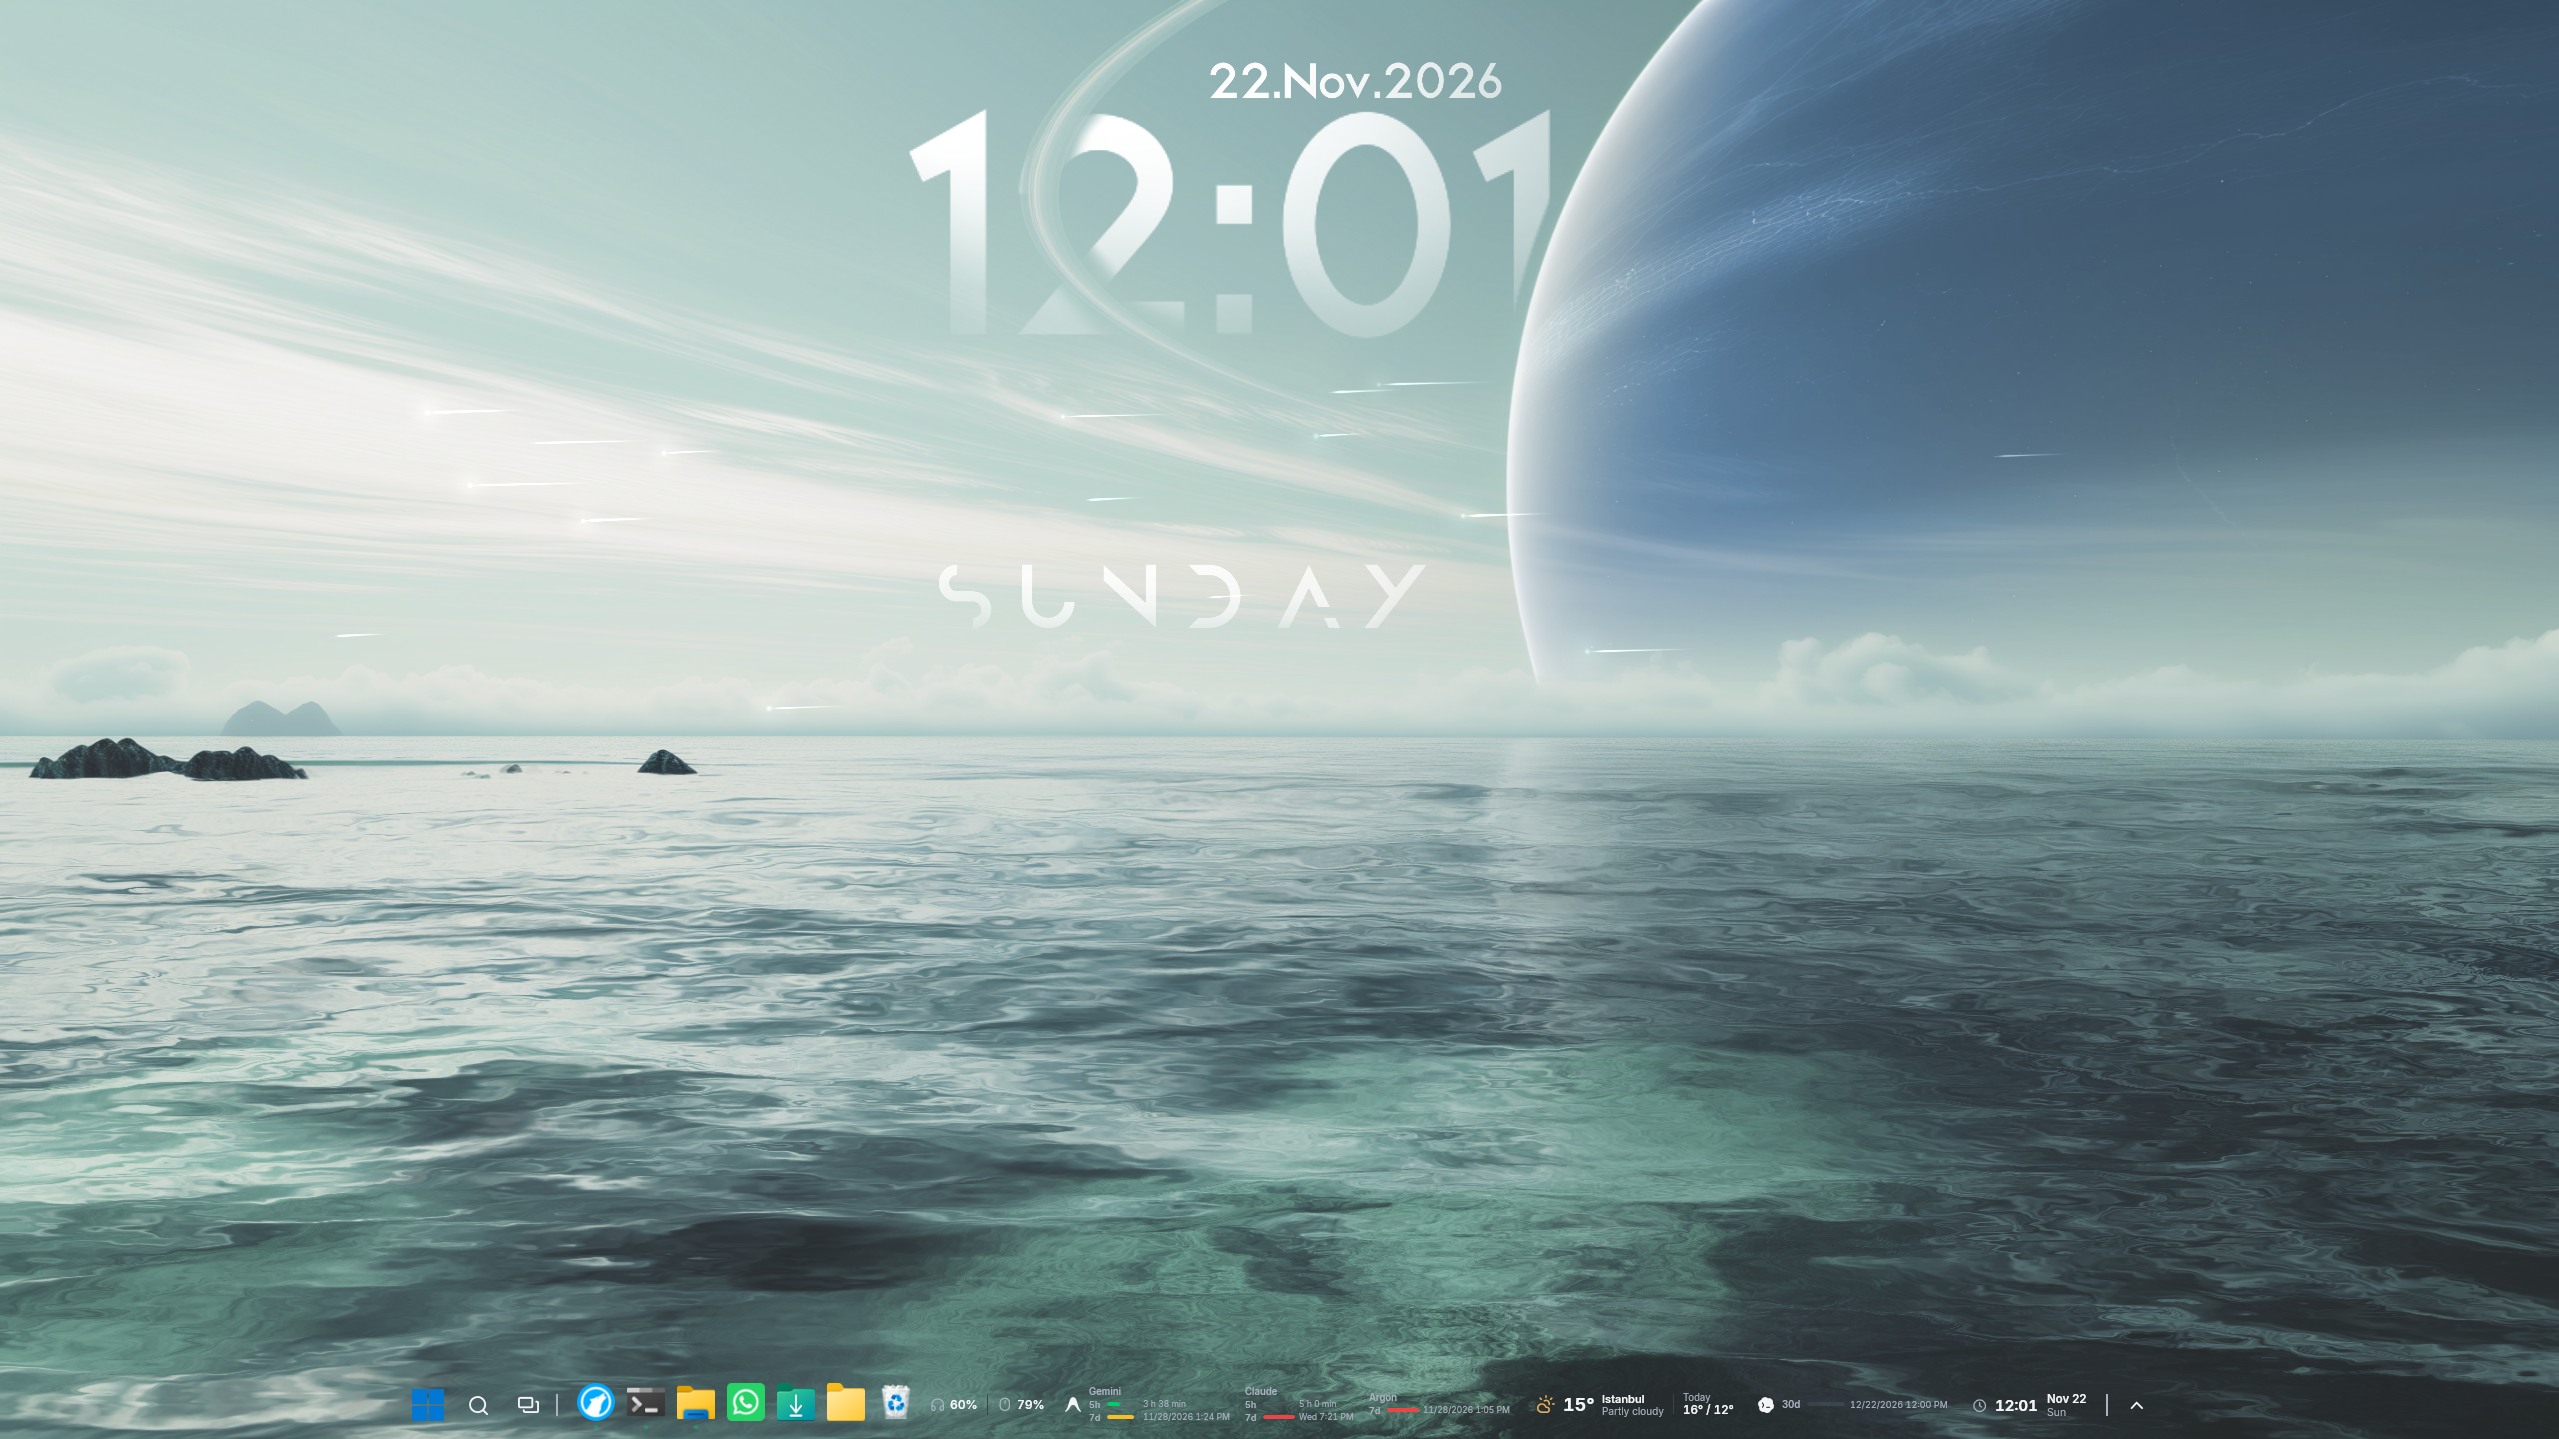 22.Nov.2026
12:01
SUNDAY
60%
79%
Gemini
5h 3 h 38 min
7d 11/28/2026 1:24 PM
Claude
5h 5 h 0 min
7d Wed 7:21 PM
Argon
7d 11/28/2026 1:05 PM
15° Istanbul
Partly cloudy
Today
16° / 12°
30d 12/22/2026 12:00 PM
12:01
Nov 22
Sun